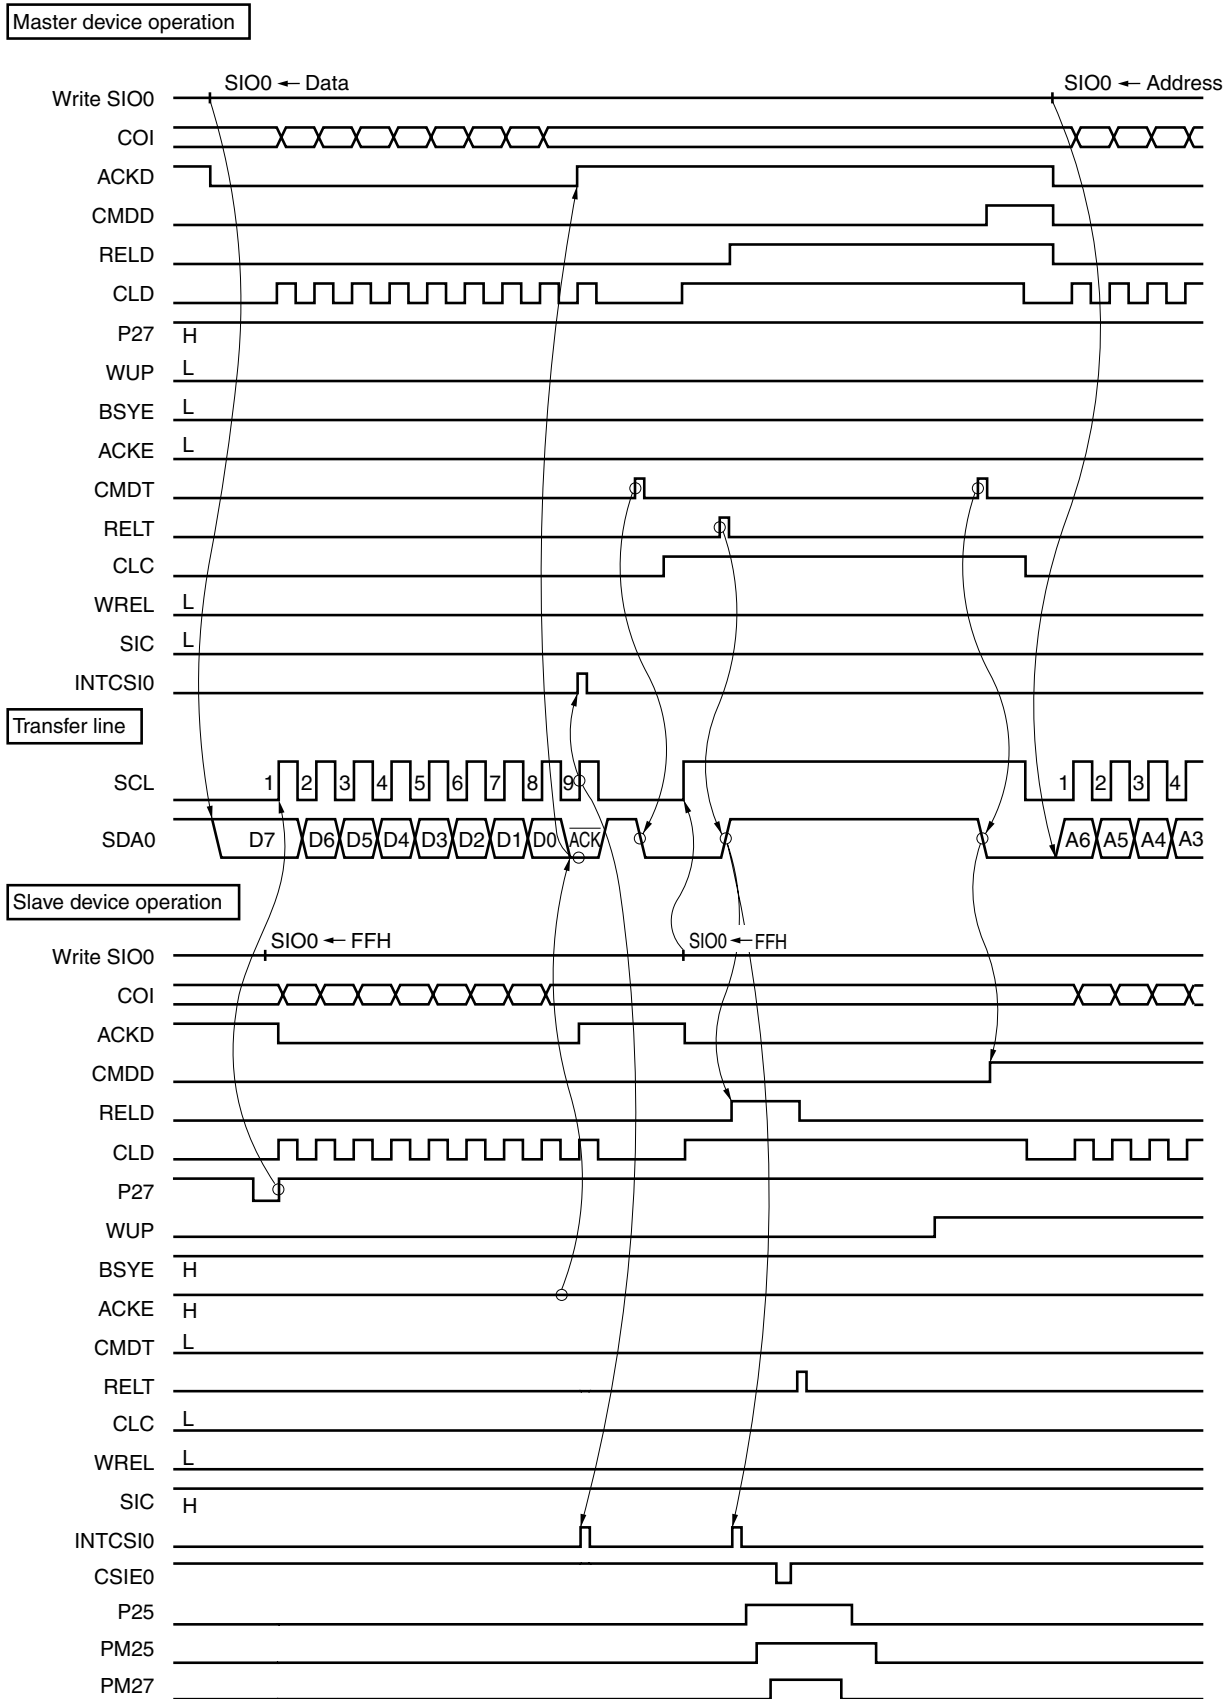 Master device operation
SIO0 ← Data
SIO0 ← Address
Write SIO0
COI
ACKD
CMDD
RELD
CLD
P27 H
WUP L
BSYE L
ACKE L
CMDT
RELT
CLC
WREL L
SIC L
INTCSI0
Transfer line
SCL 1 2 3 4 5 6 7 8 9 1 2 3 4
SDA0 D7 D6 D5 D4 D3 D2 D1 D0 A̅C̅K̅ A6 A5 A4 A3
Slave device operation
SIO0 ← FFH SIO0 ← FFH
Write SIO0
COI
ACKD
CMDD
RELD
CLD
P27
WUP
BSYE H
ACKE H
CMDT L
RELT
CLC L
WREL L
SIC H
INTCSI0
CSIE0
P25
PM25
PM27